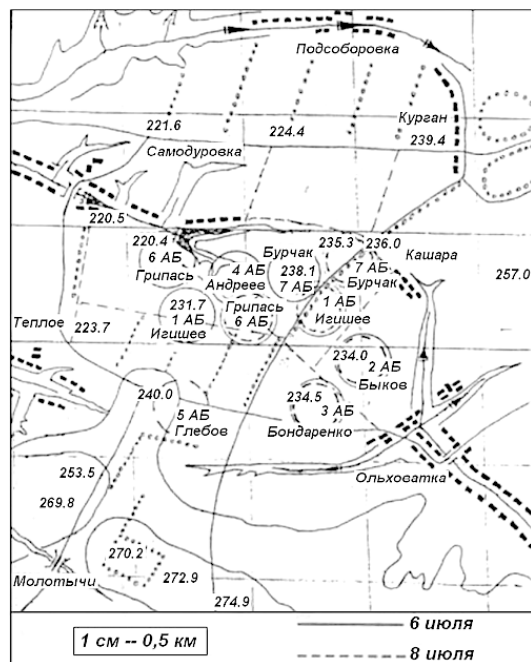 Подсоборовка
Курган
221.6
224.4
239.4
Самодуровка
220.5
220.4
6 АБ
Грипась
4 АБ
Андреев
Бурчак
238.1
7 АБ
235.3
236.0
7 АБ
Бурчак
Кашара
257.0
231.7
1 АБ
Игишев
Грипась
6 АБ
1 АБ
Игишев
Теплое
223.7
234.0
2 АБ
Быков
240.0
5 АБ
Глебов
234.5
3 АБ
Бондаренко
253.5
Ольховатка
269.8
270.2
272.9
Молотычи
274.9
1 см -- 0,5 км
6 июля
8 июля